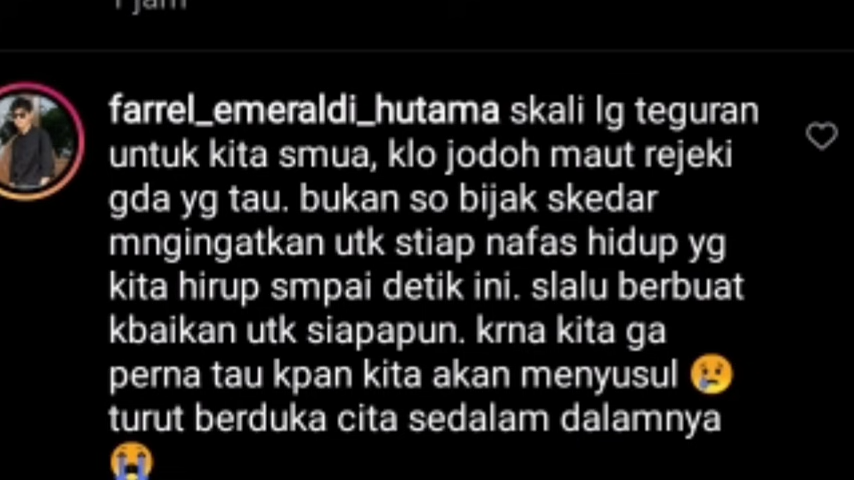 1 jam
farrel_emeraldi_hutama skali lg teguran
untuk kita smua, klo jodoh maut rejeki
gda yg tau. bukan so bijak skedar
mngingatkan utk stiap nafas hidup yg
kita hirup smpai detik ini. slalu berbuat
kbaikan utk siapapun. krna kita ga
perna tau kpan kita akan menyusul 😢
turut berduka cita sedalam dalamnya
😭